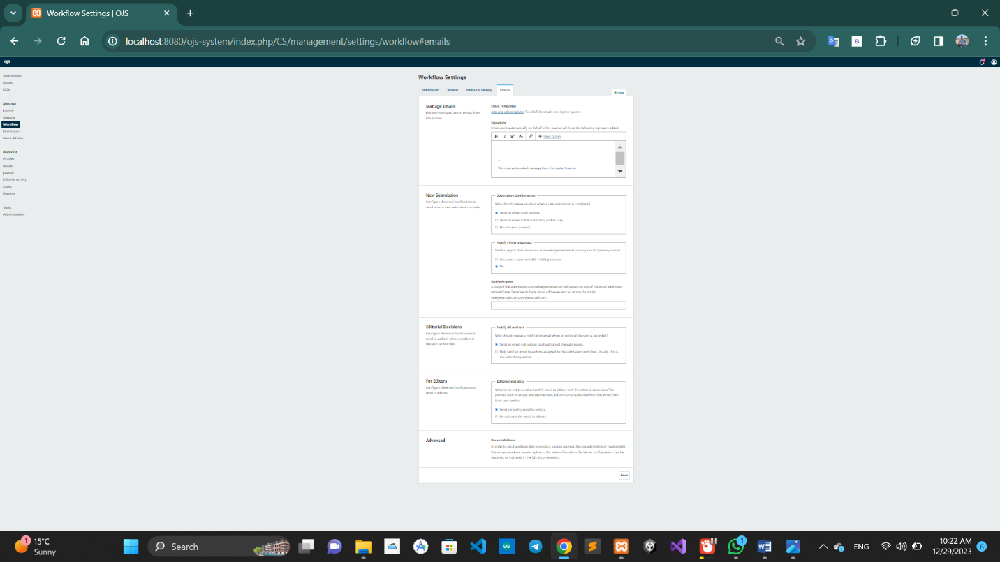 Workflow Settings | OJS
localhost:8080/ojs-system/index.php/CS/management/settings/workflow#emails
OJS
Submissions
Issues
DOIs
Settings
Journal
Website
Workflow
Distribution
Users & Roles
Statistics
Articles
Issues
Journal
Editorial Activity
Users
Reports
Tools
Administration
Workflow Settings
Submission Review Publisher Library Emails
Help
Manage Emails
Edit the messages sent in emails from
this journal.
Email Templates
Add and edit templates for all of the emails sent by the system.
Signature
Emails sent automatically on behalf of the journal will have the following signature added.
B I x² x₂ Insert Content
—
This is an automated message from Computer Science.
New Submission
Configure the email notifications to
send when a new submission is made.
Submission Confirmation
Who should receive an email when a new submission is completed.
Send an email to all authors.
Send an email to the submitting author only.
Do not send an email.
Notify Primary Contact
Send a copy of the submission acknowledgement email to this journal's primary contact.
Yes, send a copy to
No
Notify Anyone
A copy of the submission acknowledgement email will be sent to any of the email addresses
entered here. Separate multiple email addresses with a comma. Example:
one@example.com,two@example.com
Editorial Decisions
Configure the email notifications to
send to authors when an editorial
decision is recorded.
Notify All Authors
Who should receive a notification email when an editorial decision is recorded?
Send an email notification to all authors of the submission.
Only send an email to authors assigned to the submission workflow. Usually, this is
the submitting author.
For Editors
Configure the email notifications to
send to editors.
Editorial Statistics
Whether or not to send a monthly email to editors with the editorial statistics of the
journal, such as accept and decline rates. Editors can unsubscribe from this email from
their user profile.
Send a monthly email to editors.
Do not send the email to editors.
Advanced
Bounce Address
In order to send undeliverable emails to a bounce address, the site administrator must enable
the allow_envelope_sender option in the site configuration file. Server configuration may be
required, as indicated in the OJS documentation.
Save
1
15°C
Sunny
Search
1
ENG
10:22 AM
12/29/2023
6